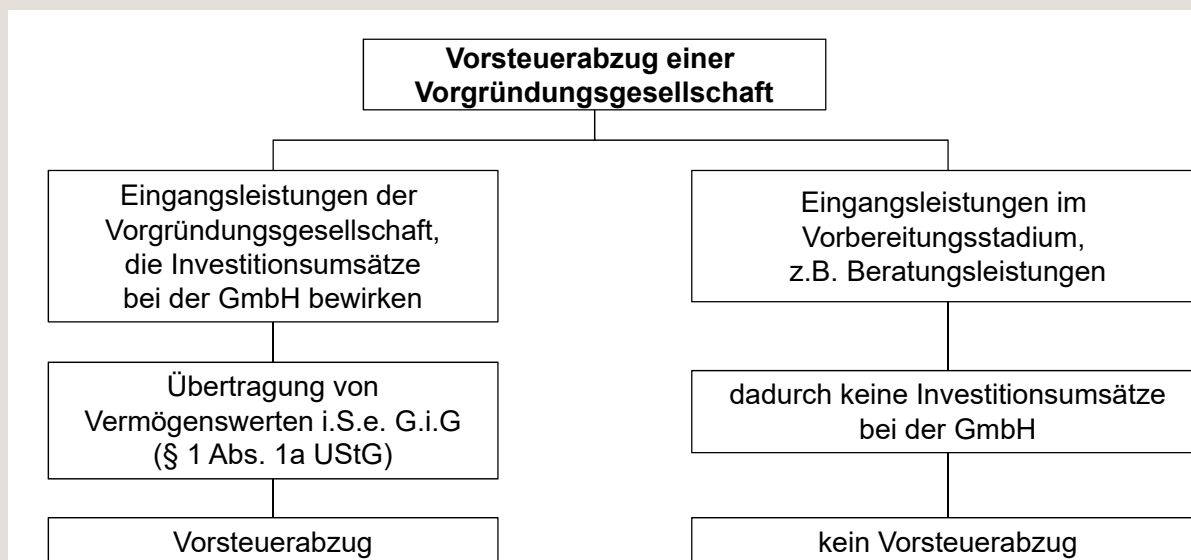 Vorsteuerabzug einer
Vorgründungsgesellschaft
Eingangsleistungen der
Vorgründungsgesellschaft,
die Investitionsumsätze
bei der GmbH bewirken
Übertragung von
Vermögenswerten i.S.e. G.i.G
(§ 1 Abs. 1a UStG)
Vorsteuerabzug
Eingangsleistungen im
Vorbereitungsstadium,
z.B. Beratungsleistungen
dadurch keine Investitionsumsätze
bei der GmbH
kein Vorsteuerabzug